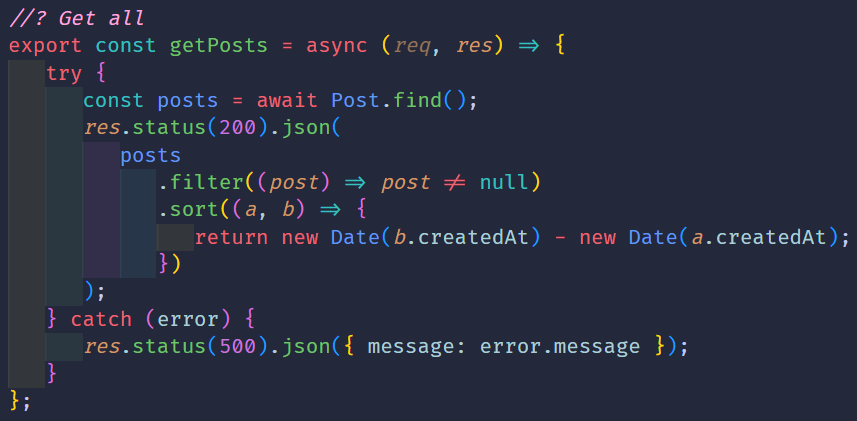 //? Get all
export const getPosts = async (req, res) => {
    try {
        const posts = await Post.find();
        res.status(200).json(
            posts
                .filter((post) => post != null)
                .sort((a, b) => {
                    return new Date(b.createdAt) - new Date(a.createdAt);
                })
        );
    } catch (error) {
        res.status(500).json({ message: error.message });
    }
};